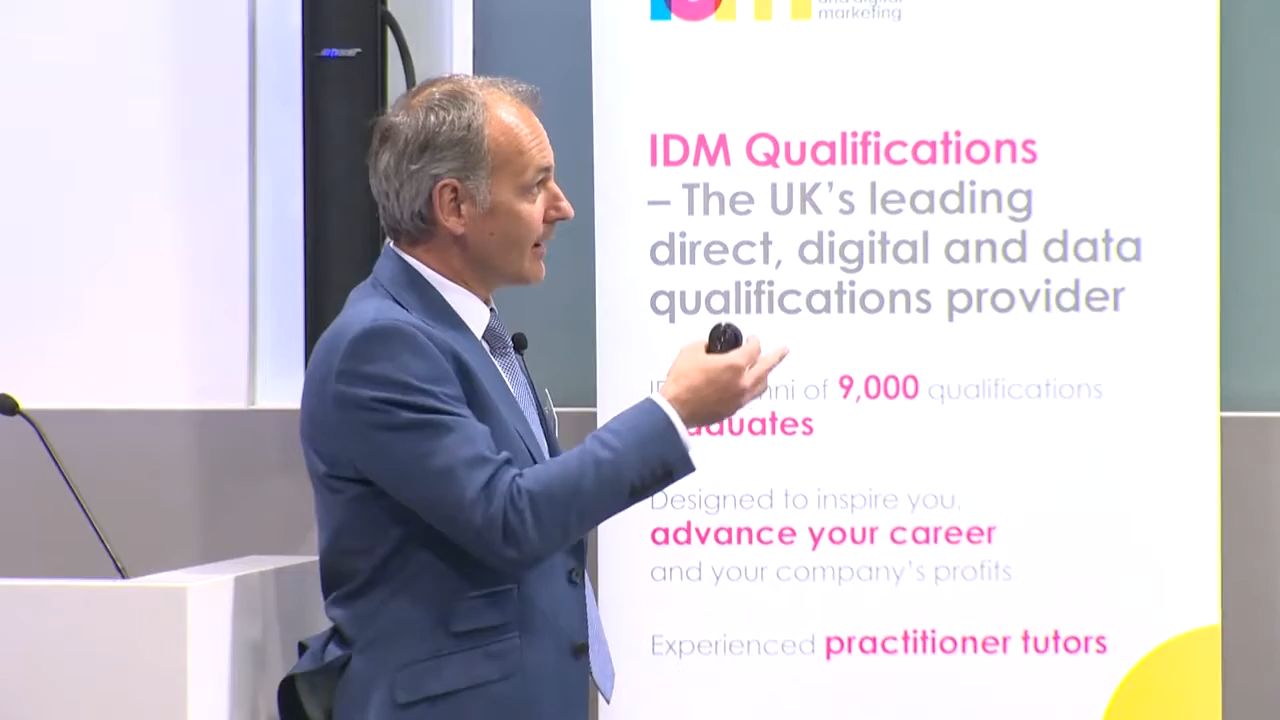 marketing
IDM Qualifications
– The UK's leading
direct, digital and data
qualifications provider
of 9,000 qualifications
Designed to inspire you,
advance your career
and your company's profits
Experienced practitioner tutors